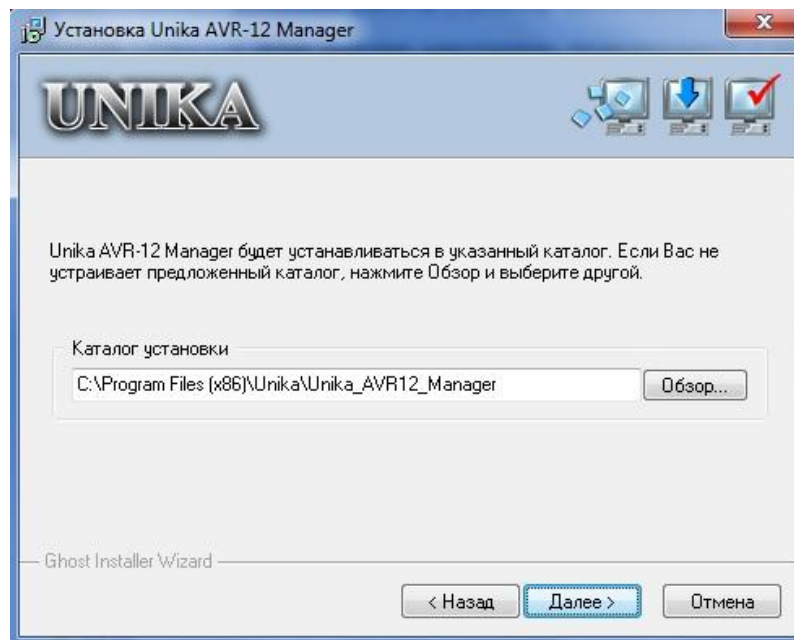 Установка Unika AVR-12 Manager
UNIKA
Unika AVR-12 Manager будет устанавливаться в указанный каталог. Если Вас не
устраивает предложенный каталог, нажмите Обзор и выберите другой.
Каталог установки
C:\Program Files (x86)\Unika\Unika_AVR12_Manager
Обзор...
Ghost Installer Wizard
< Назад Далее > Отмена